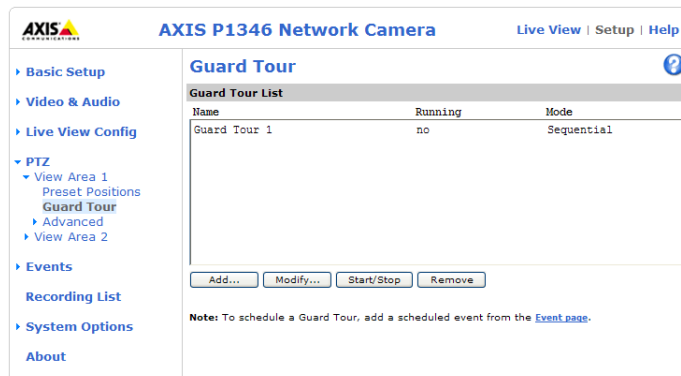 AXIS
COMMUNICATIONS
AXIS P1346 Network Camera
Live View | Setup | Help
Basic Setup
Video & Audio
Live View Config
PTZ
View Area 1
Preset Positions
Guard Tour
Advanced
View Area 2
Events
Recording List
System Options
About
Guard Tour
?
Guard Tour List
Name Running Mode
Guard Tour 1 no Sequential
Add... Modify... Start/Stop Remove
Note: To schedule a Guard Tour, add a scheduled event from the Event page.